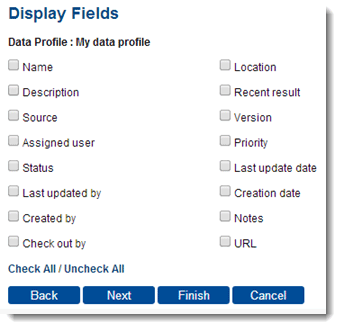 Display Fields
Data Profile : My data profile
Name Location
Description Recent result
Source Version
Assigned user Priority
Status Last update date
Last updated by Creation date
Created by Notes
Check out by URL
Check All / Uncheck All
Back Next Finish Cancel